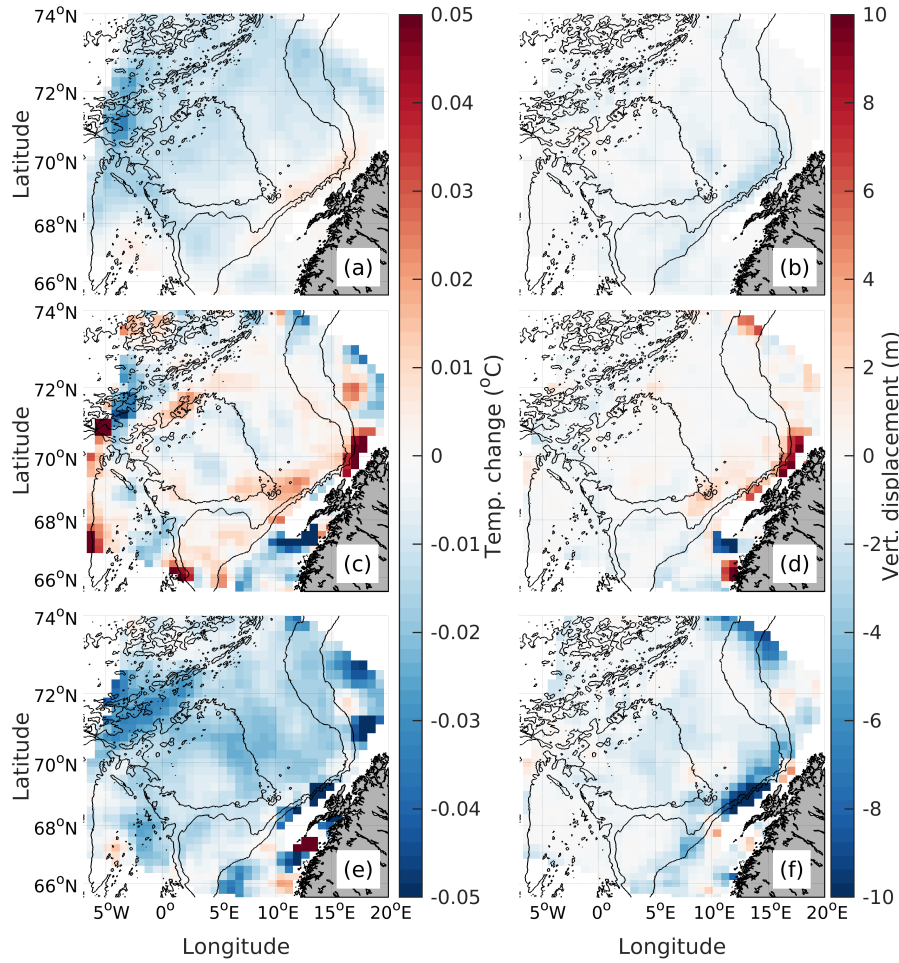 74°N
72°N
70°N
68°N
66°N
Latitude
(a)
(b)
74°N
72°N
70°N
68°N
66°N
Latitude
(c)
(d)
74°N
72°N
70°N
68°N
66°N
Latitude
(e)
(f)
5°W 0° 5°E 10°E 15°E 20°E
5°W 0° 5°E 10°E 15°E 20°E
Longitude
Longitude
0.05
0.04
0.03
0.02
0.01
0
-0.01
-0.02
-0.03
-0.04
-0.05
Temp. change (°C)
10
8
6
4
2
0
-2
-4
-6
-8
-10
Vert. displacement (m)